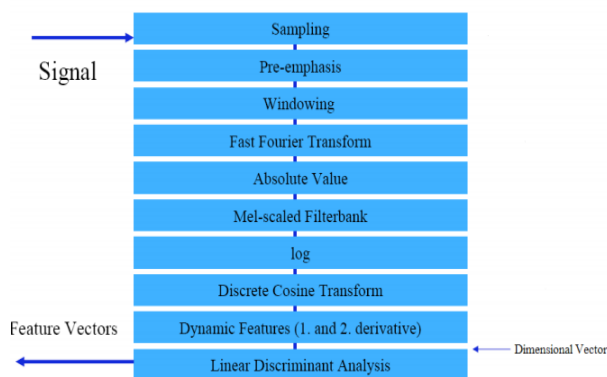 Sampling
Signal
Pre-emphasis
Windowing
Fast Fourier Transform
Absolute Value
Mel-scaled Filterbank
log
Discrete Cosine Transform
Feature Vectors
Dynamic Features (1. and 2. derivative)
Dimensional Vector
Linear Discriminant Analysis